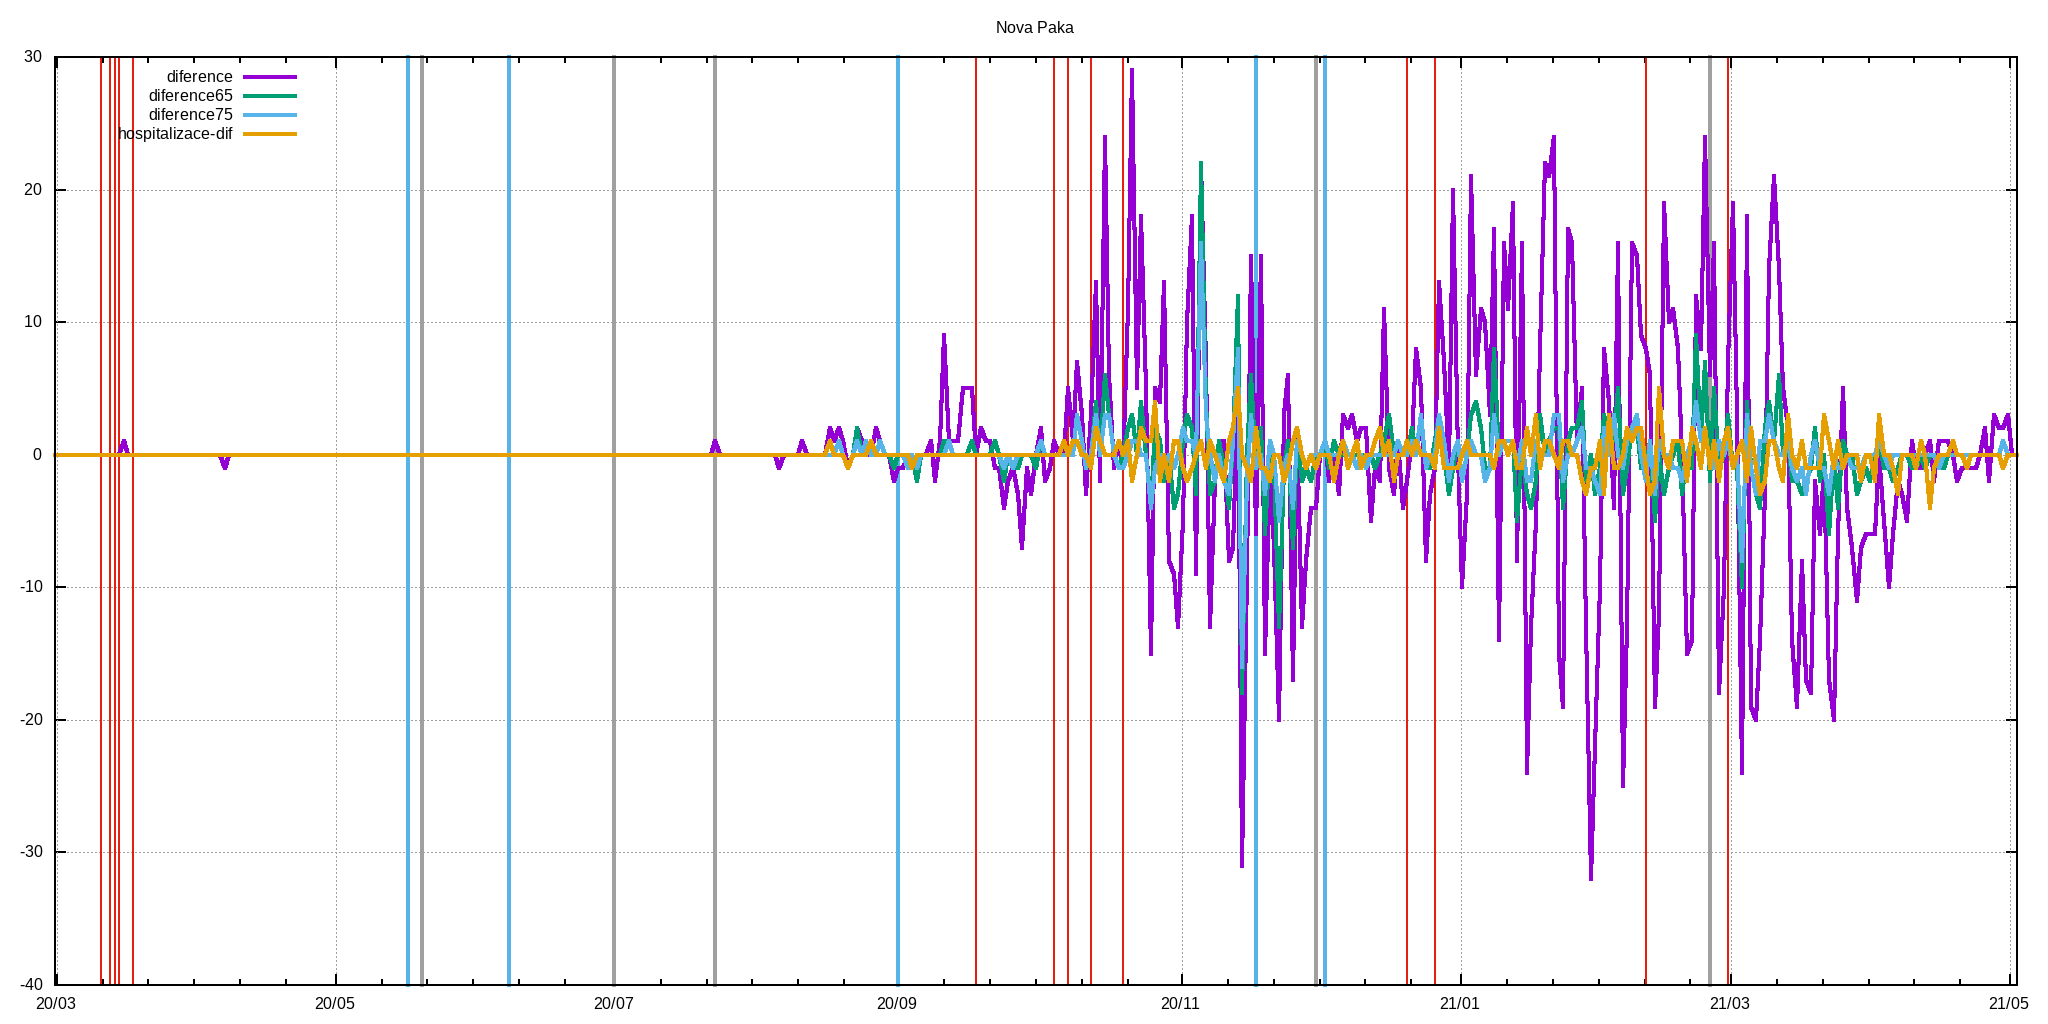 Nova Paka
30
diference
diference65
diference75
hospitalizace-dif
20
10
0
-10
-20
-30
-40
20/03 20/05 20/07 20/09 20/11 21/01 21/03 21/05